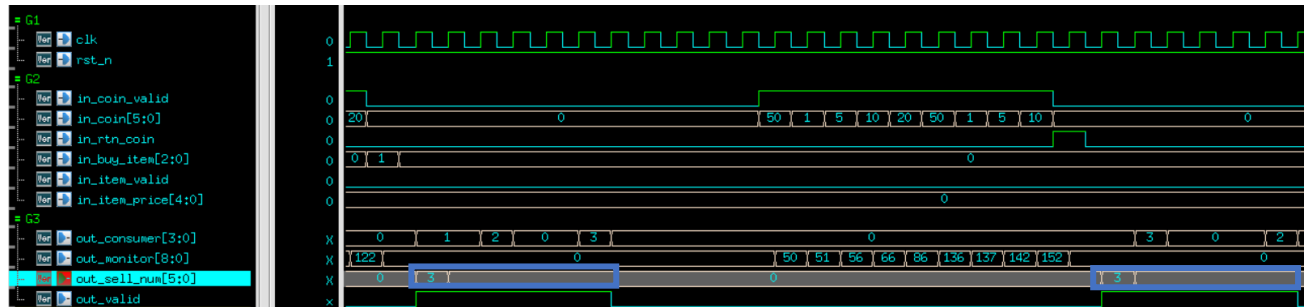 G1
clk 0
rst_n 1
G2
in_coin_valid 0
in_coin[5:0] 0 20 0 50 1 5 10 20 50 1 5 10 0
in_rtn_coin 0
in_buy_item[2:0] 0 0 1 0
in_item_valid 0
in_item_price[4:0] 0 0
G3
out_consumer[3:0] X 0 1 2 0 3 0 3 0 2
out_monitor[8:0] X 122 0 50 51 56 66 86 136 137 142 152 0
out_sell_num[5:0] X 0 3 0 3
out_valid X